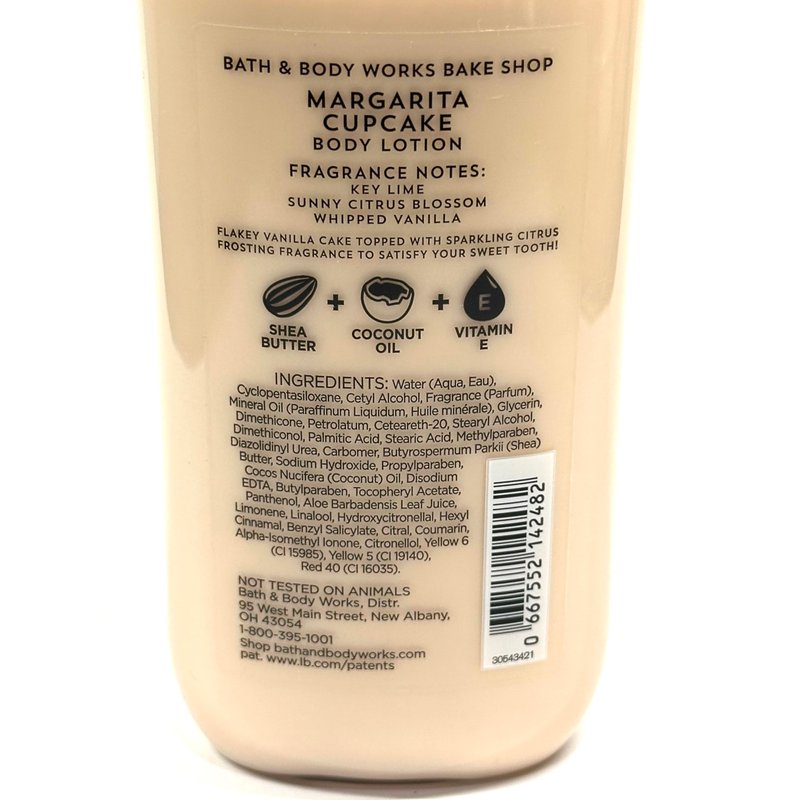 BATH & BODY WORKS BAKE SHOP
MARGARITA
CUPCAKE
BODY LOTION
FRAGRANCE NOTES:
KEY LIME
SUNNY CITRUS BLOSSOM
WHIPPED VANILLA
FLAKEY VANILLA CAKE TOPPED WITH SPARKLING CITRUS
FROSTING FRAGRANCE TO SATISFY YOUR SWEET TOOTH!
+ + E
SHEA
BUTTER
COCONUT
OIL
VITAMIN
E
INGREDIENTS: Water (Aqua, Eau),
Cyclopentasiloxane, Cetyl Alcohol, Fragrance (Parfum),
Mineral Oil (Paraffinum Liquidum, Huile minérale), Glycerin,
Dimethicone, Petrolatum, Ceteareth-20, Stearyl Alcohol,
Dimethiconol, Palmitic Acid, Stearic Acid, Methylparaben,
Diazolidinyl Urea, Carbomer, Butyrospermum Parkii (Shea)
Butter, Sodium Hydroxide, Propylparaben,
Cocos Nucifera (Coconut) Oil, Disodium
EDTA, Butylparaben, Tocopheryl Acetate,
Panthenol, Aloe Barbadensis Leaf Juice,
Limonene, Linalool, Hydroxycitronellal, Hexyl
Cinnamal, Benzyl Salicylate, Citral, Coumarin,
Alpha-Isomethyl Ionone, Citronellol, Yellow 6
(CI 15985), Yellow 5 (CI 19140),
Red 40 (CI 16035).
NOT TESTED ON ANIMALS
Bath & Body Works, Distr.
95 West Main Street, New Albany,
OH 43054
1-800-395-1001
Shop bathandbodyworks.com
pat. www.lb.com/patents
0 667552 142482
30543421